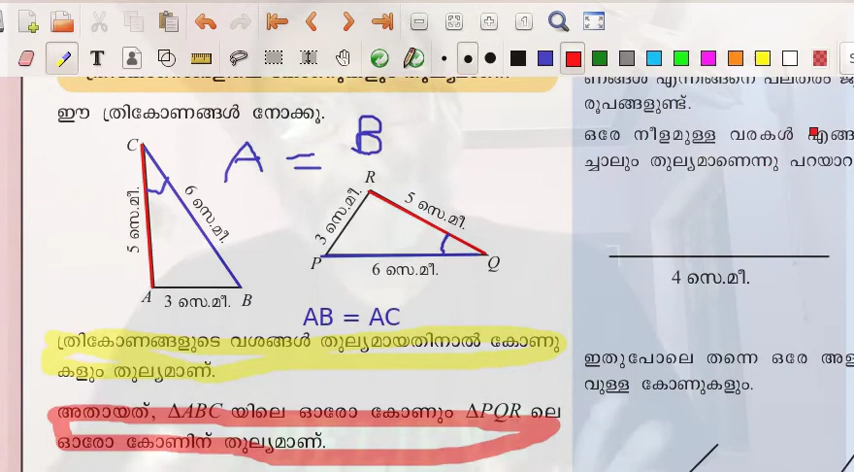 ഈ ത്രികോണങ്ങൾ നോക്കൂ.
A = B
C
5 സെ.മീ.
6 സെ.മീ.
A 3 സെ.മീ. B
R
3 സെ.മീ.
5 സെ.മീ.
P
6 സെ.മീ.
Q
AB = AC
ത്രികോണങ്ങളുടെ വശങ്ങൾ തുല്യമായതിനാൽ കോണു
കളും തുല്യമാണ്.
അതായത്, ΔABC യിലെ ഓരോ കോണും ΔPQR ലെ
ഓരോ കോണിന് തുല്യമാണ്.
രൂപങ്ങളുണ്ട്.
ഒരേ നീളമുള്ള വരകൾ
ച്ചാലും തുല്യമാണെന്നു പറയാറ
4 സെ.മീ.
ഇതുപോലെ തന്നെ ഒരേ അള
വുള്ള കോണുകളും.